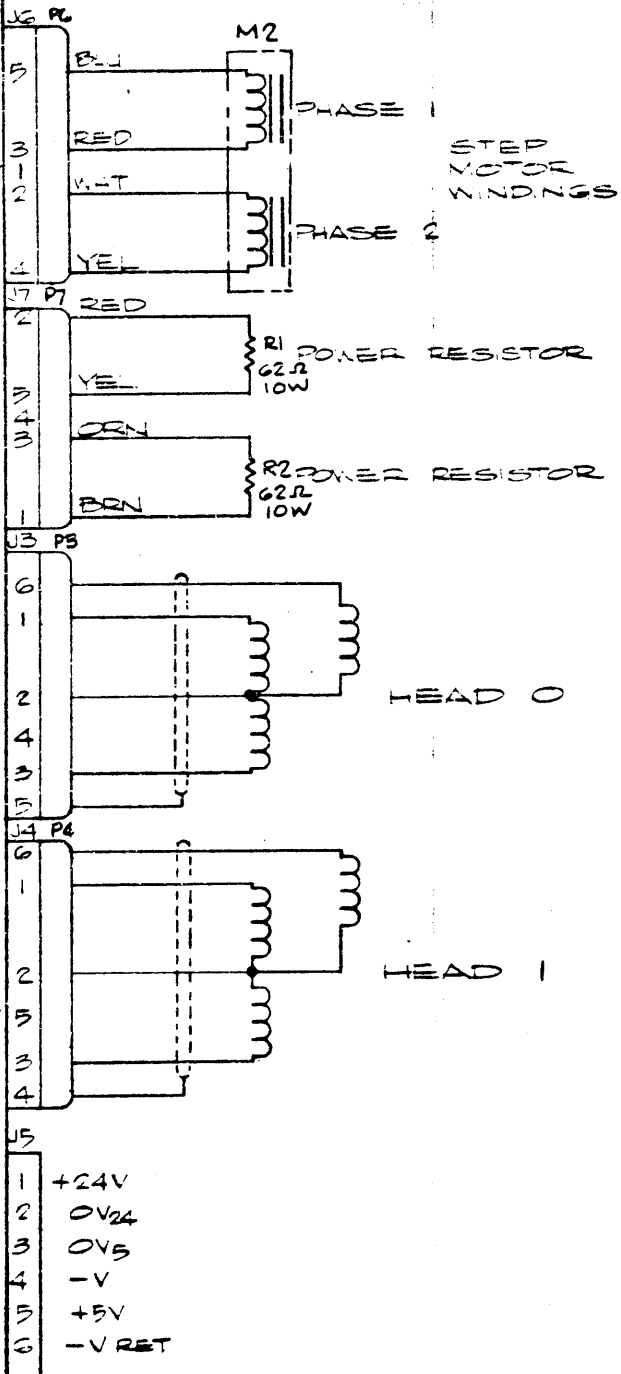 J6 P6
M2
5 BLU
PHASE 1
3 RED
STEP
MOTOR
WINDINGS
1
2 WHT
PHASE 2
4 YEL
J7 P7
2 RED
R1 POWER RESISTOR
62Ω
10W
5 YEL
4
3 ORN
R2 POWER RESISTOR
62Ω
10W
1 BRN
J3 P3
6
1
2 HEAD 0
4
3
5
J4 P4
6
1
2 HEAD 1
5
3
4
J5
1 +24V
2 0V24
3 0V5
4 -V
5 +5V
6 -V RET